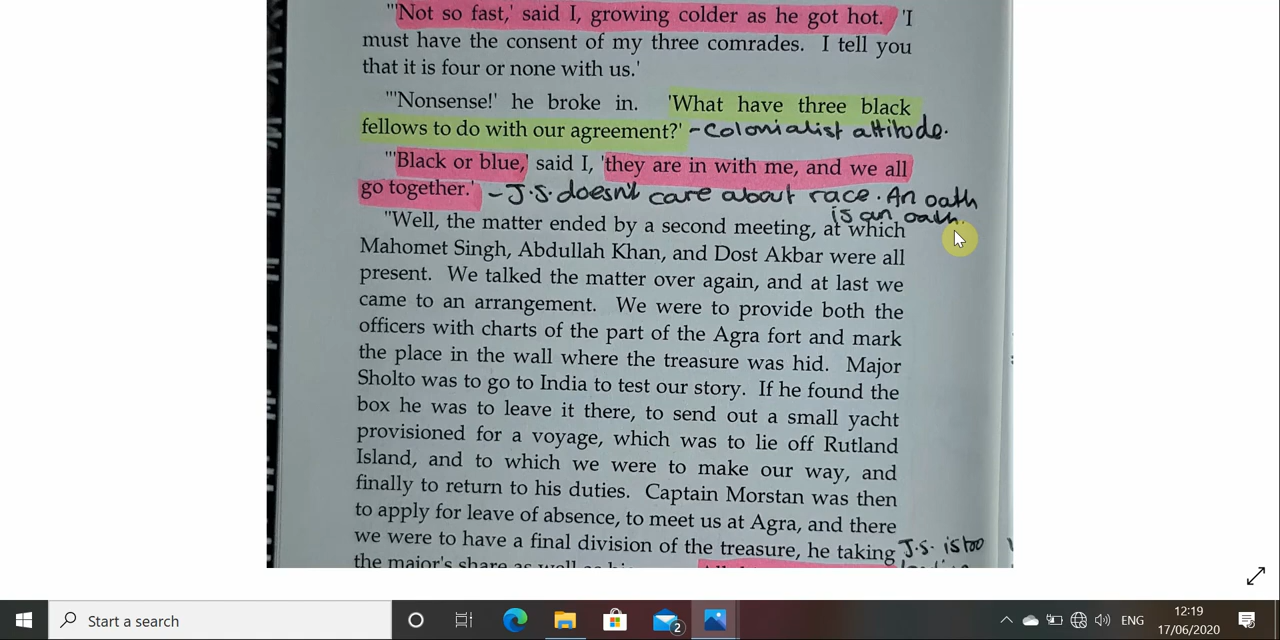 "'Not so fast,' said I, growing colder as he got hot. 'I
must have the consent of my three comrades. I tell you
that it is four or none with us.'
"'Nonsense!' he broke in. 'What have three black
fellows to do with our agreement?' - Colonialist attitude.
"'Black or blue,' said I, 'they are in with me, and we all
go together.' - J.S. doesn't care about race. An oath
is an oath.
"Well, the matter ended by a second meeting, at which
Mahomet Singh, Abdullah Khan, and Dost Akbar were all
present. We talked the matter over again, and at last we
came to an arrangement. We were to provide both the
officers with charts of the part of the Agra fort and mark
the place in the wall where the treasure was hid. Major
Sholto was to go to India to test our story. If he found the
box he was to leave it there, to send out a small yacht
provisioned for a voyage, which was to lie off Rutland
Island, and to which we were to make our way, and
finally to return to his duties. Captain Morstan was then
to apply for leave of absence, to meet us at Agra, and there
we were to have a final division of the treasure, he taking J.S. is too
the major's share as well as
Start a search
2
ENG
12:19
17/06/2020